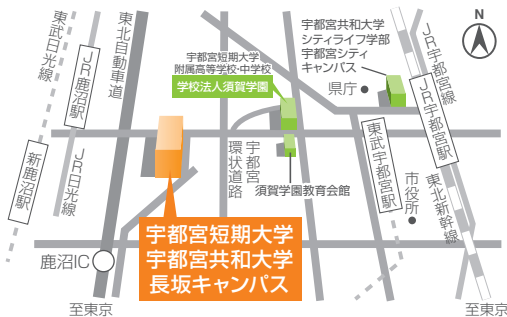 東武日光線
JR鹿沼駅
東北自動車道
宇都宮短期大学
附属高等学校・中学校
学校法人須賀学園
宇都宮共和大学
シティライフ学部
宇都宮シティ
キャンパス
県庁
JR宇都宮線
JR宇都宮駅
N
新鹿沼駅
JR日光線
宇都宮
環状道路
須賀学園教育会館
東武宇都宮駅
市役所
東北新幹線
宇都宮短期大学
宇都宮共和大学
長坂キャンパス
鹿沼IC
至東京
至東京